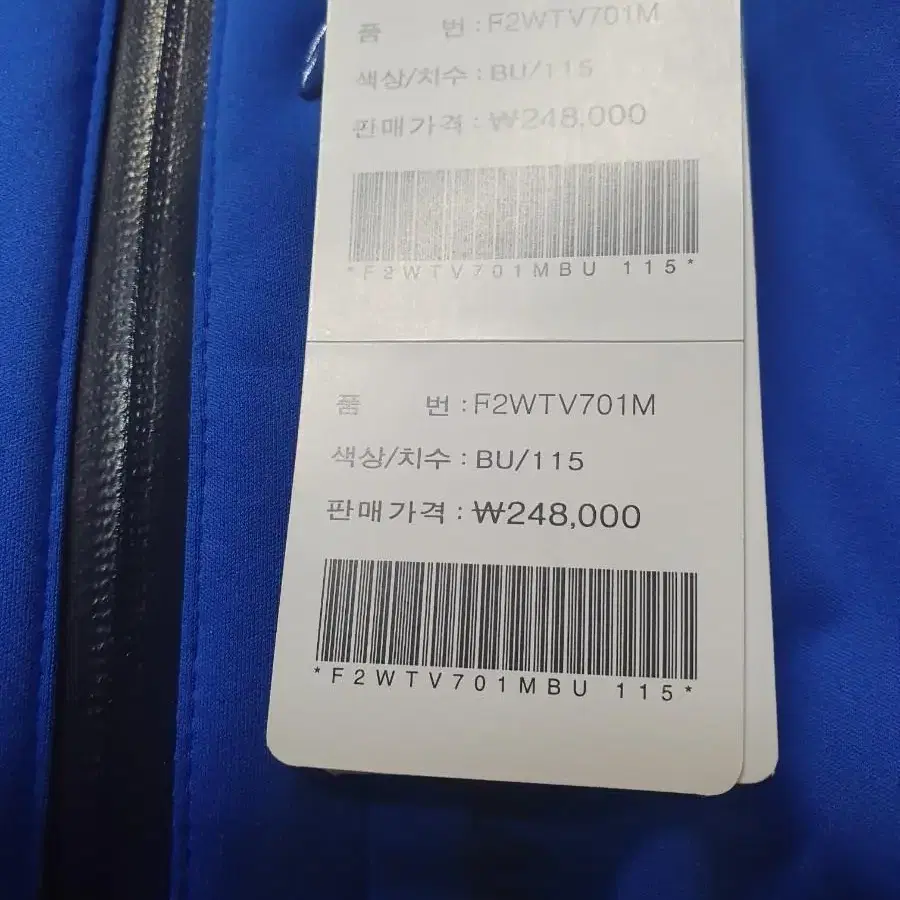 품 번 : F2WTV701M
색상/치수 : BU/115
판매가격 : ₩248,000
*F2WTV701MBU 115*
품 번 : F2WTV701M
색상/치수 : BU/115
판매가격 : ₩248,000
*F2WTV701MBU 115*